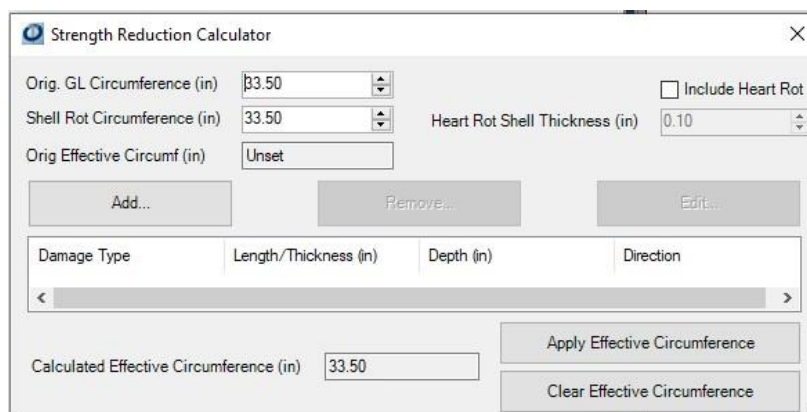 Strength Reduction Calculator
Orig. GL Circumference (in) 33.50 Include Heart Rot
Shell Rot Circumference (in) 33.50 Heart Rot Shell Thickness (in) 0.10
Orig Effective Circumf (in) Unset
Add... Remove... Edit...
Damage Type Length/Thickness (in) Depth (in) Direction
Calculated Effective Circumference (in) 33.50 Apply Effective Circumference
Clear Effective Circumference